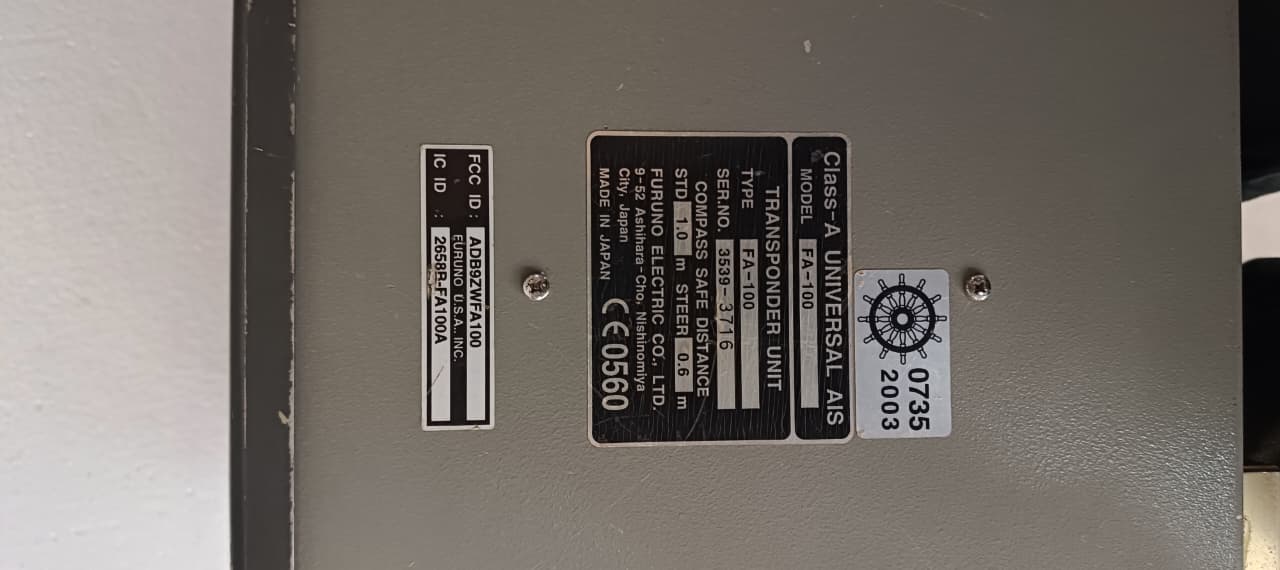 0735
2003
Class-A UNIVERSAL AIS
MODEL FA-100
TRANSPONDER UNIT
TYPE FA-100
SER.NO. 3539-3716
COMPASS SAFE DISTANCE
STD 1.0 m STEER 0.6 m
FURUNO ELECTRIC CO., LTD.
9-52 Ashihara-Cho, Nishinomiya
City, Japan
MADE IN JAPAN CE0560
FCC ID : ADB9ZWFA100
FURUNO U.S.A., INC.
IC ID : 2658B-FA100A